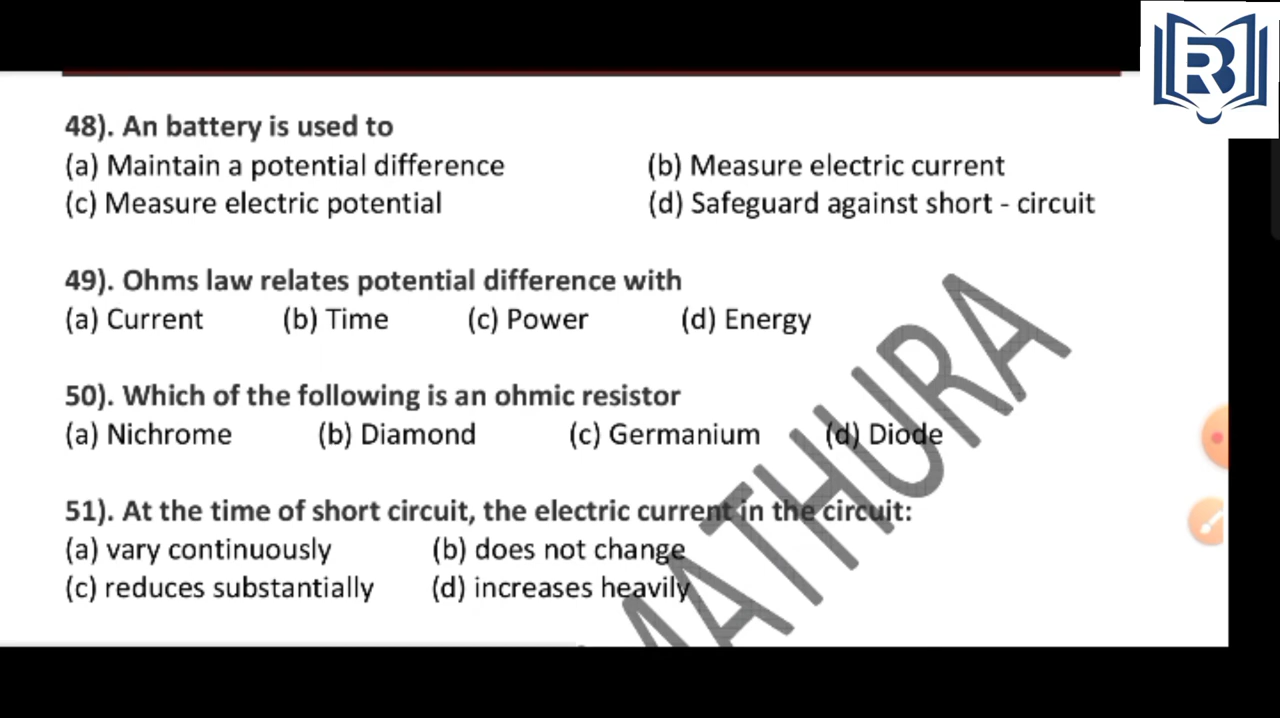 48). An battery is used to
(a) Maintain a potential difference (b) Measure electric current
(c) Measure electric potential (d) Safeguard against short - circuit
49). Ohms law relates potential difference with
(a) Current (b) Time (c) Power (d) Energy
50). Which of the following is an ohmic resistor
(a) Nichrome (b) Diamond (c) Germanium (d) Diode
51). At the time of short circuit, the electric current in the circuit:
(a) vary continuously (b) does not change
(c) reduces substantially (d) increases heavily
MATHURA
RB